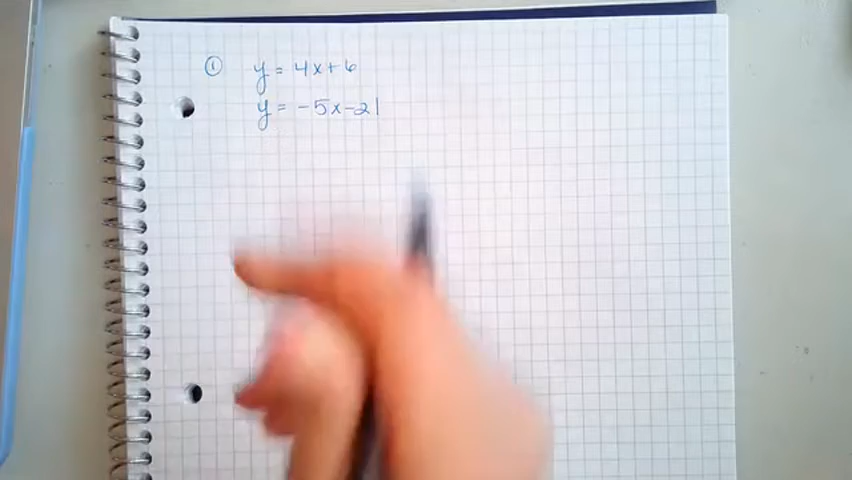 ① y = 4x+6
y = -5x-21